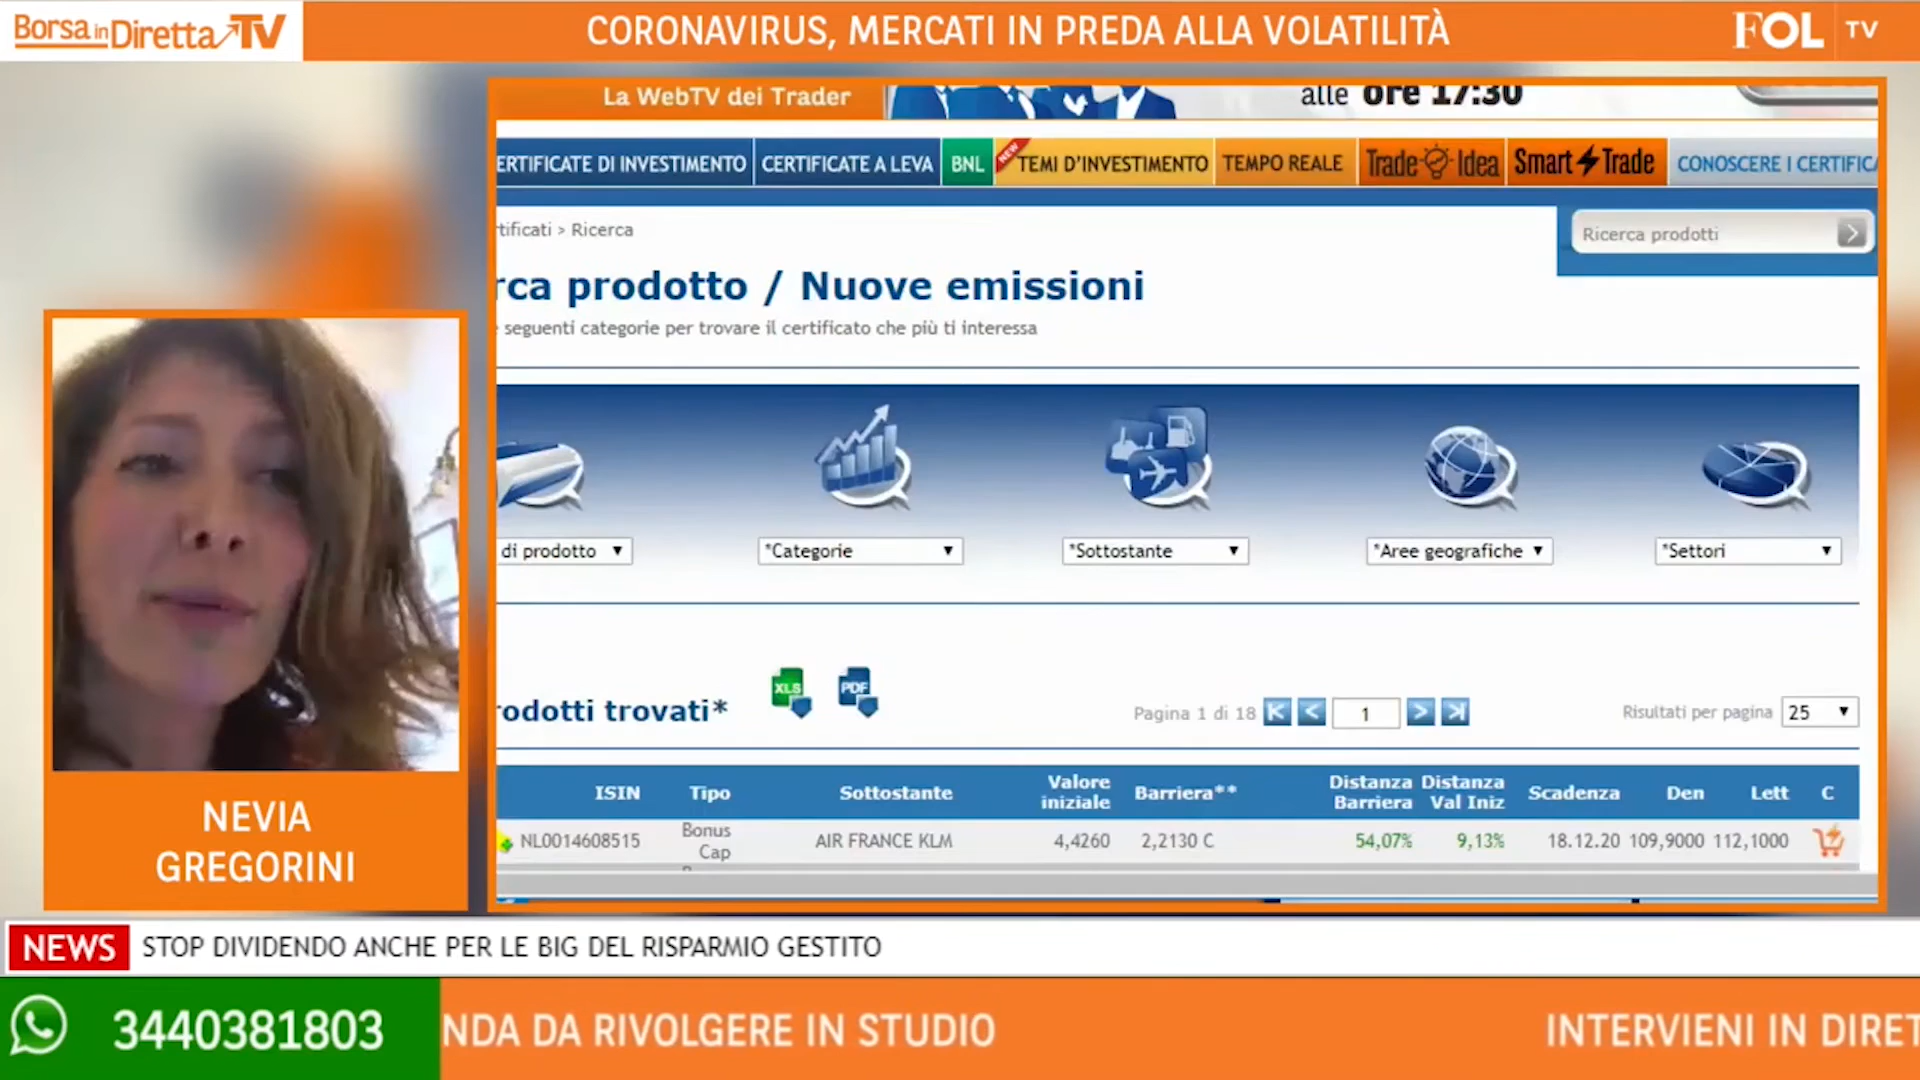 Borsa in Diretta TV
CORONAVIRUS, MERCATI IN PREDA ALLA VOLATILITÀ
FOL TV
La WebTV dei Trader
alle ore 17:30
ERTIFICATE DI INVESTIMENTO
CERTIFICATE A LEVA
BNL
NEW
TEMI D'INVESTIMENTO
TEMPO REALE
Trade Idea
Smart Trade
CONOSCERE I CERTIFICA
tificati > Ricerca
Ricerca prodotti
rca prodotto / Nuove emissioni
seguenti categorie per trovare il certificato che più ti interessa
di prodotto
*Categorie
*Sottostante
*Aree geografiche
*Settori
rodotti trovati*
XLS
PDF
Pagina 1 di 18
1
Risultati per pagina 25
ISIN Tipo Sottostante Valore iniziale Barriera** Distanza Barriera Distanza Val Iniz Scadenza Den Lett C
NL0014608515 Bonus Cap AIR FRANCE KLM 4,4260 2,2130 C 54,07% 9,13% 18.12.20 109,9000 112,1000
NEVIA
GREGORINI
NEWS STOP DIVIDENDO ANCHE PER LE BIG DEL RISPARMIO GESTITO
3440381803
NDA DA RIVOLGERE IN STUDIO
INTERVIENI IN DIRET